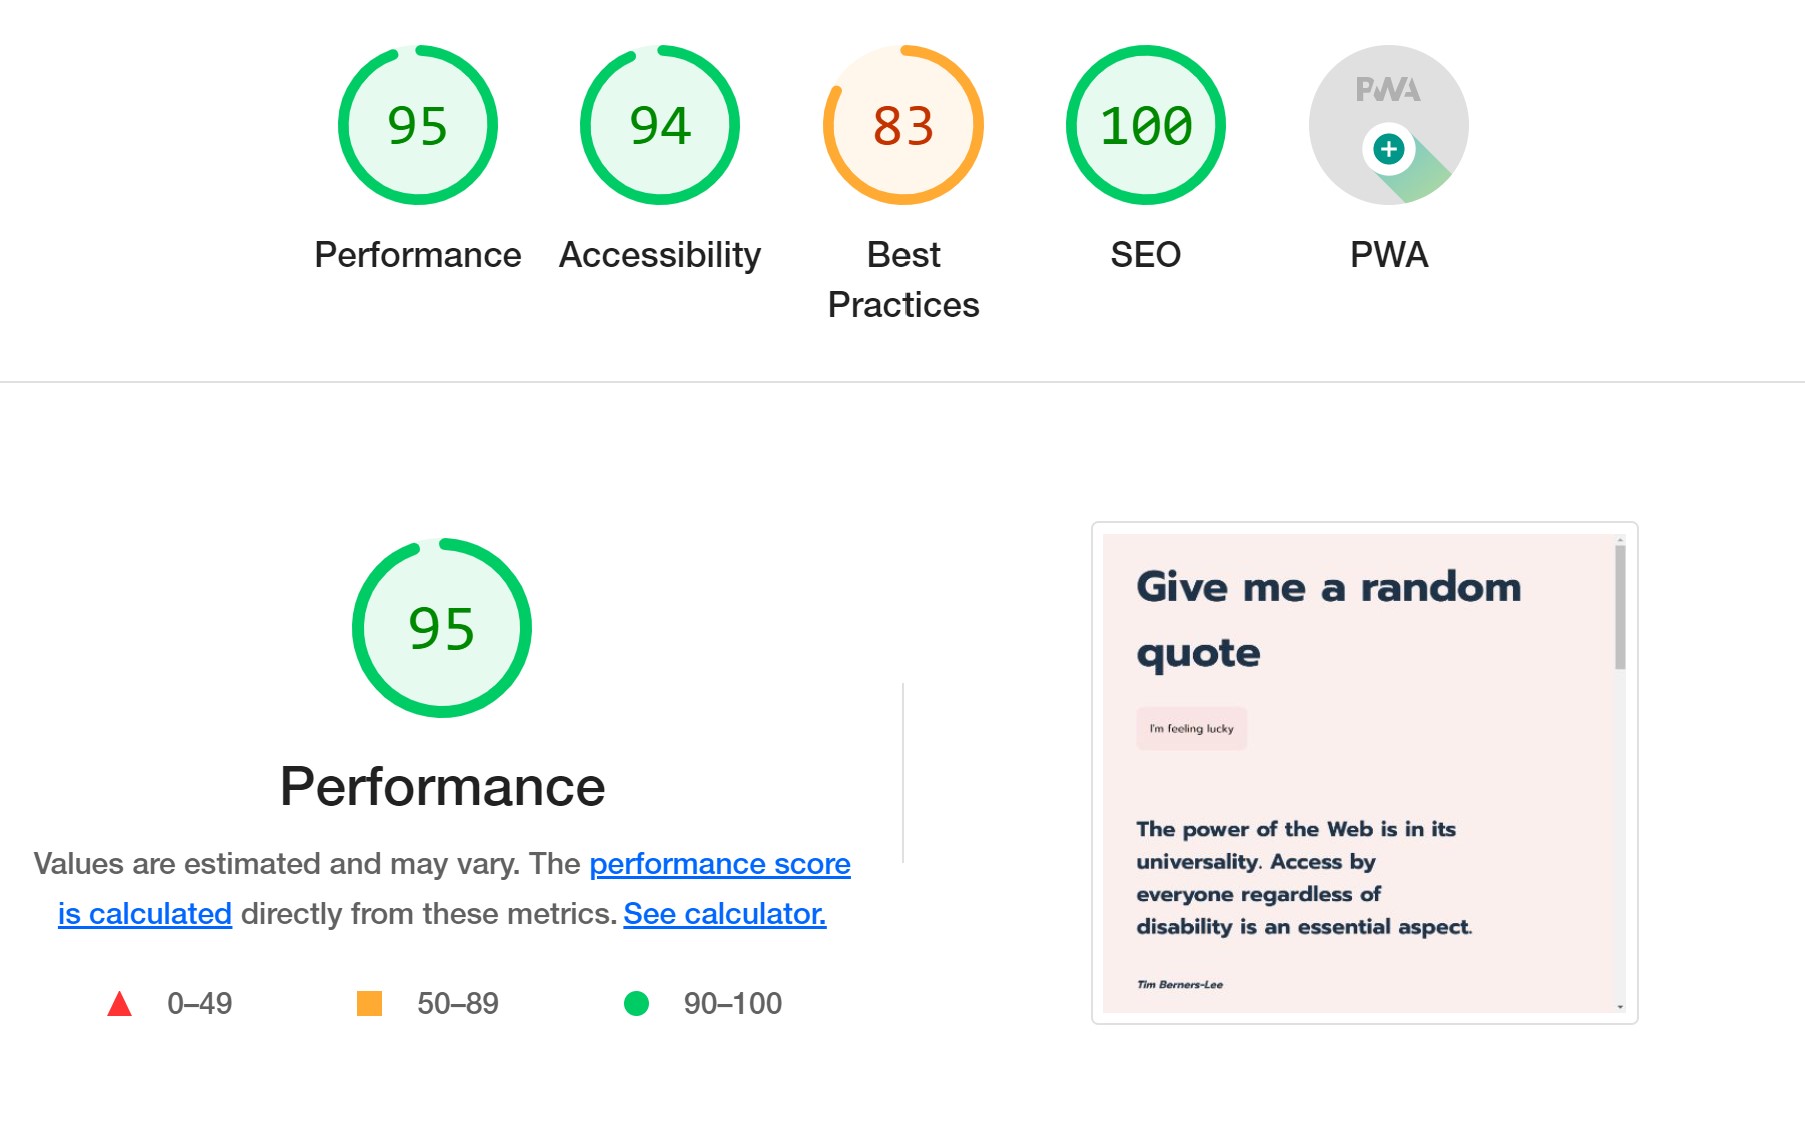 95
94
83
100
PWA
Performance
Accessibility
Best
Practices
SEO
PWA
95
Performance
Values are estimated and may vary. The performance score
is calculated directly from these metrics. See calculator.
0–49
50–89
90–100
Give me a random
quote
I'm feeling lucky
The power of the Web is in its
universality. Access by
everyone regardless of
disability is an essential aspect.
Tim Berners-Lee